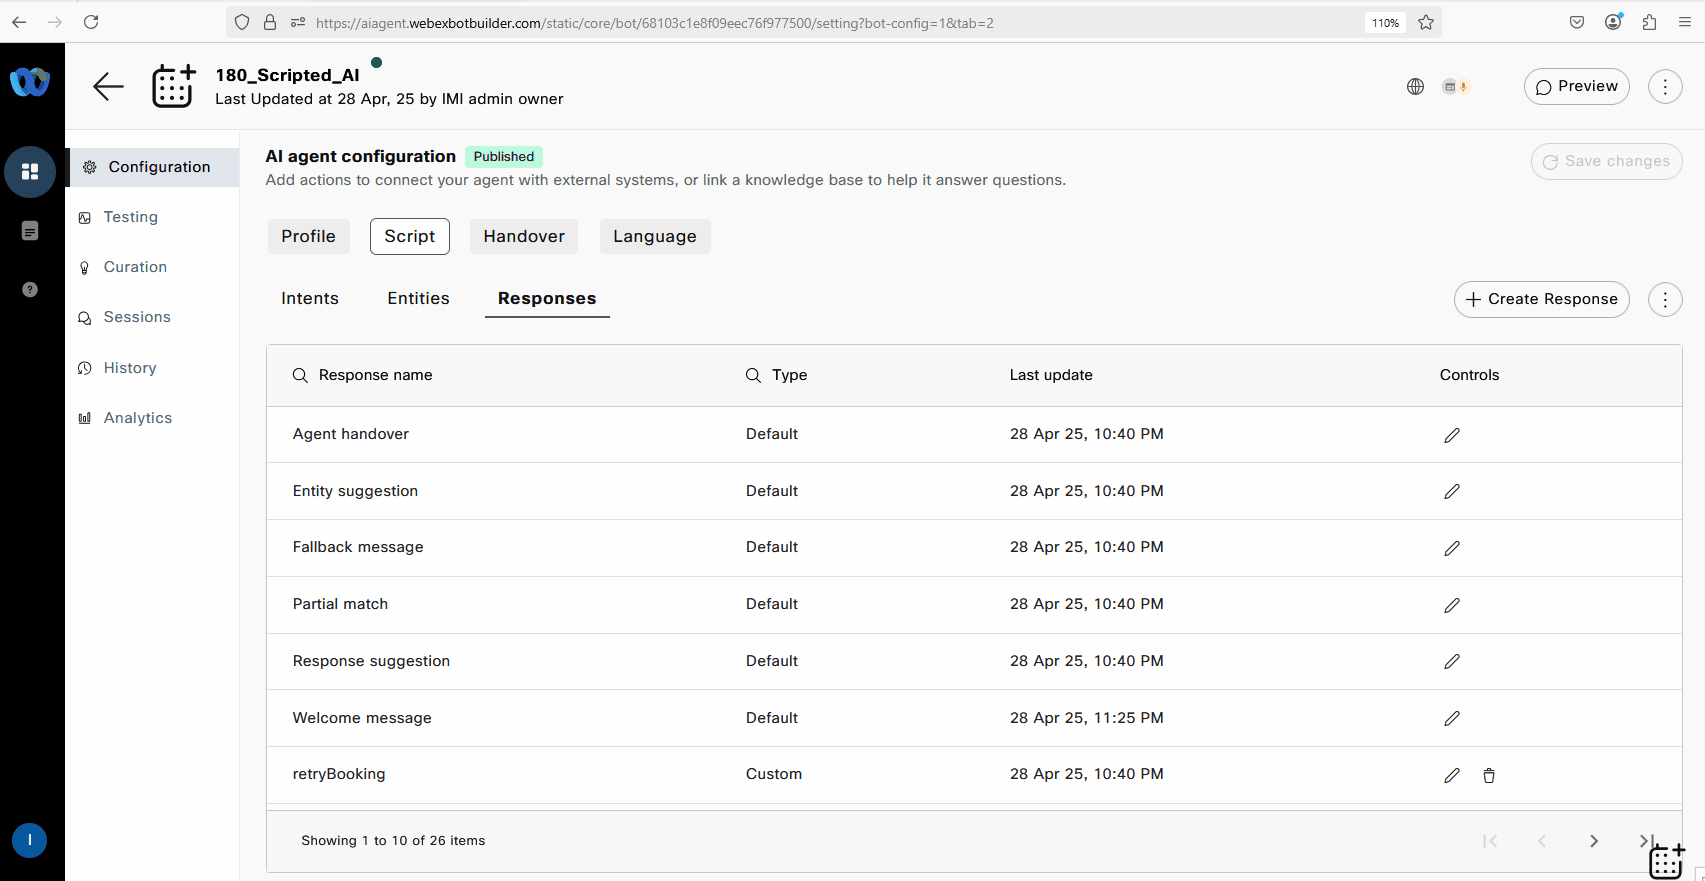 https://aiagent.webexbotbuilder.com/static/core/bot/68103c1e8f09eec76f977500/setting?bot-config=1&tab=2
110%
180_Scripted_AI
Last Updated at 28 Apr, 25 by IMI admin owner
Preview
Configuration
Testing
Curation
Sessions
History
Analytics
I
AI agent configuration Published
Add actions to connect your agent with external systems, or link a knowledge base to help it answer questions.
Save changes
Profile Script Handover Language
Intents Entities Responses
Create Response
Response name Type Last update Controls
Agent handover Default 28 Apr 25, 10:40 PM
Entity suggestion Default 28 Apr 25, 10:40 PM
Fallback message Default 28 Apr 25, 10:40 PM
Partial match Default 28 Apr 25, 10:40 PM
Response suggestion Default 28 Apr 25, 10:40 PM
Welcome message Default 28 Apr 25, 11:25 PM
retryBooking Custom 28 Apr 25, 10:40 PM
Showing 1 to 10 of 26 items